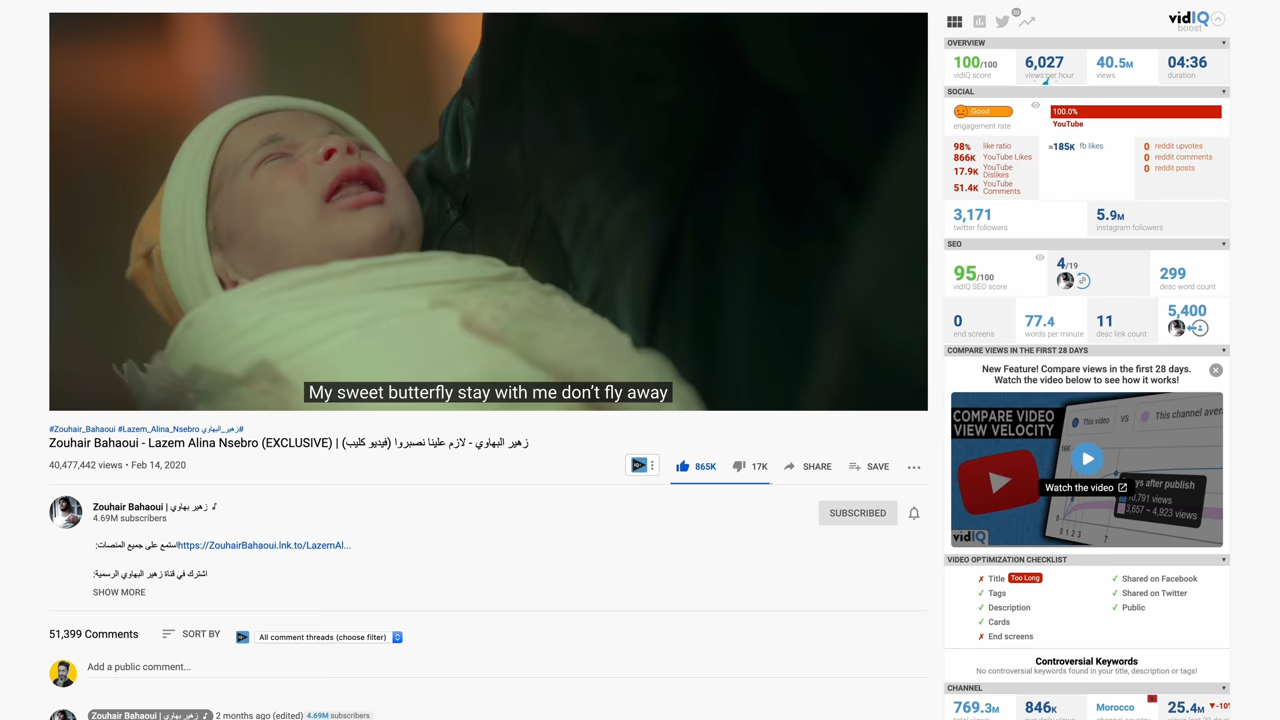 My sweet butterfly stay with me don't fly away
#Zouhair_Bahaoui #Lazem_Alina_Nsebro زهير_البهاوي#
Zouhair Bahaoui - Lazem Alina Nsebro (EXCLUSIVE) | (زهير البهاوي - لازم علينا نصبروا (فيديو كليب
40,477,442 views • Feb 14, 2020
865K
17K
SHARE
SAVE
Zouhair Bahaoui | زهير بهاوي
4.69M subscribers
SUBSCRIBED
استمع على جميع المنصات: https://ZouhairBahaoui.lnk.to/LazemAl...
اشترك في قناة زهير البهاوي الرسمية:
SHOW MORE
51,399 Comments
SORT BY
All comment threads (choose filter)
Add a public comment...
Zouhair Bahaoui | زهير بهاوي
2 months ago (edited) 4.69M subscribers
20
vidIQ
boost
OVERVIEW
100/100
vidIQ score
6,027
views per hour
40.5M
views
04:36
duration
SOCIAL
Good
engagement rate
100.0%
YouTube
98% like ratio
866K YouTube Likes
17.9K YouTube Dislikes
51.4K YouTube Comments
≈185K fb likes
0 reddit upvotes
0 reddit comments
0 reddit posts
3,171
twitter followers
5.9M
instagram followers
SEO
95/100
vidIQ SEO score
4/19
299
desc word count
0
end screens
77.4
words per minute
11
desc link count
5,400
COMPARE VIEWS IN THE FIRST 28 DAYS
New Feature! Compare views in the first 28 days.
Watch the video below to see how it works!
COMPARE VIDEO
VIEW VELOCITY
This video
VS
This channel aver
Watch the video
ys after publish
10,791 views
3,657 ~ 4,923 views
0 1 2 3 7
vidIQ
VIDEO OPTIMIZATION CHECKLIST
✗ Title Too Long
✓ Tags
✓ Description
✓ Cards
✗ End screens
✓ Shared on Facebook
✓ Shared on Twitter
✓ Public
Controversial Keywords
No controversial keywords found in your title, description or tags!
CHANNEL
769.3M
846K
Morocco
25.4M